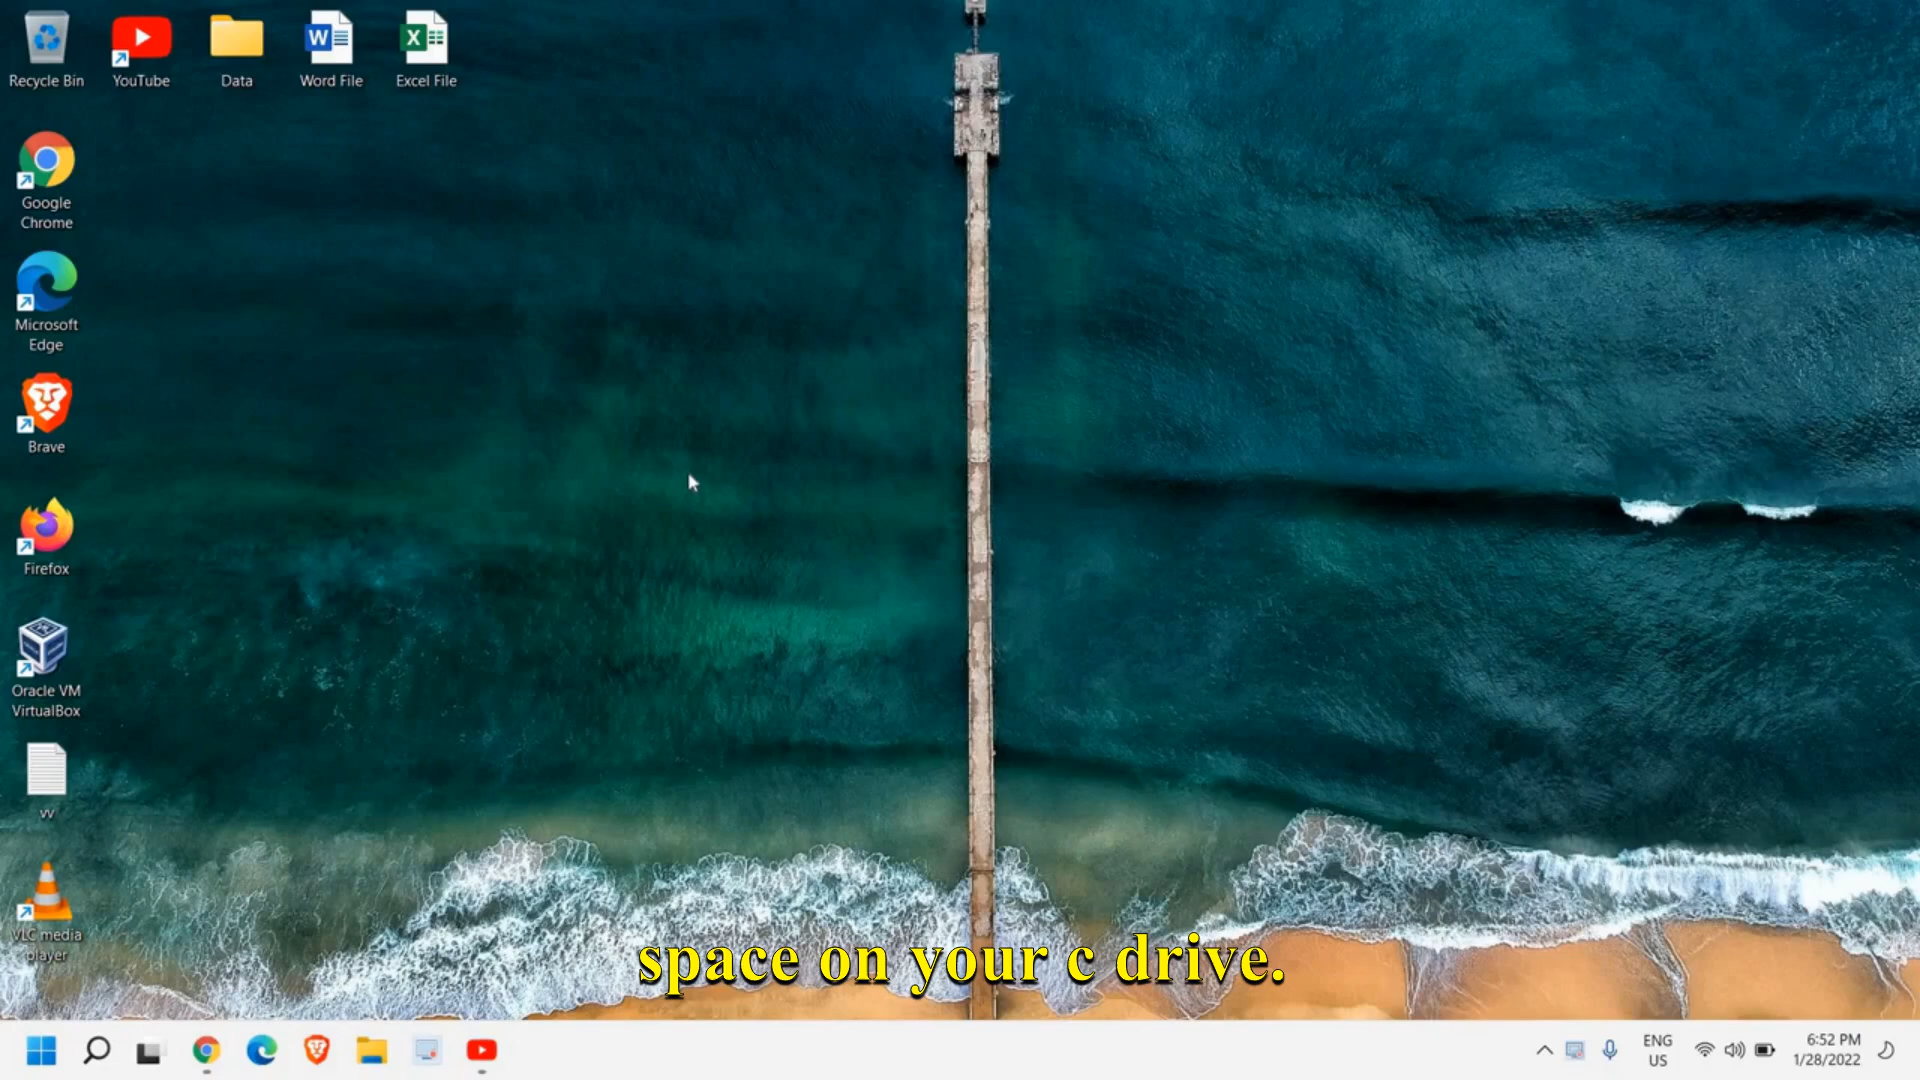 Recycle Bin
YouTube
Data
Word File
Excel File
Google
Chrome
Microsoft
Edge
Brave
Firefox
Oracle VM
VirtualBox
vv
VLC media
player
space on your c drive.
ENG
US
6:52 PM
1/28/2022